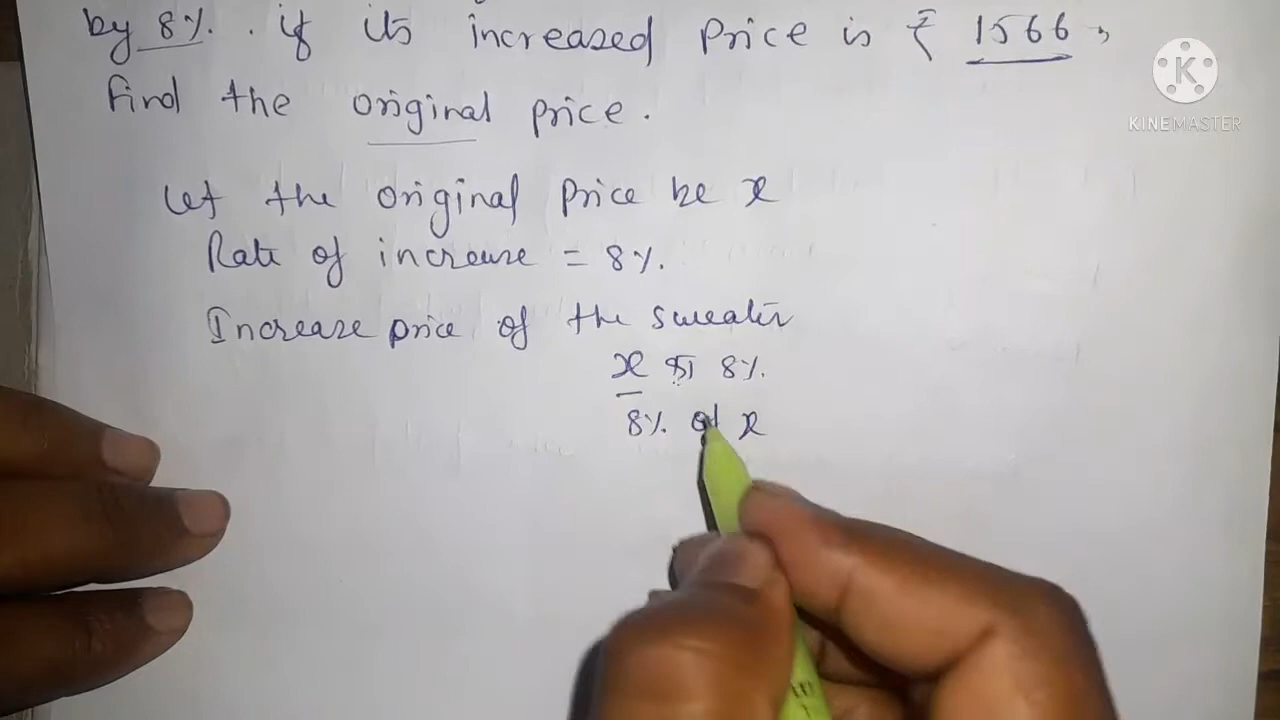 by 8%. . if its increased price is ₹ 1566,
Find the original price.
Let the original price be x
Rate of increase = 8%.
Increase price of the sweater
x 8%.
8% of x
K
KINEMASTER